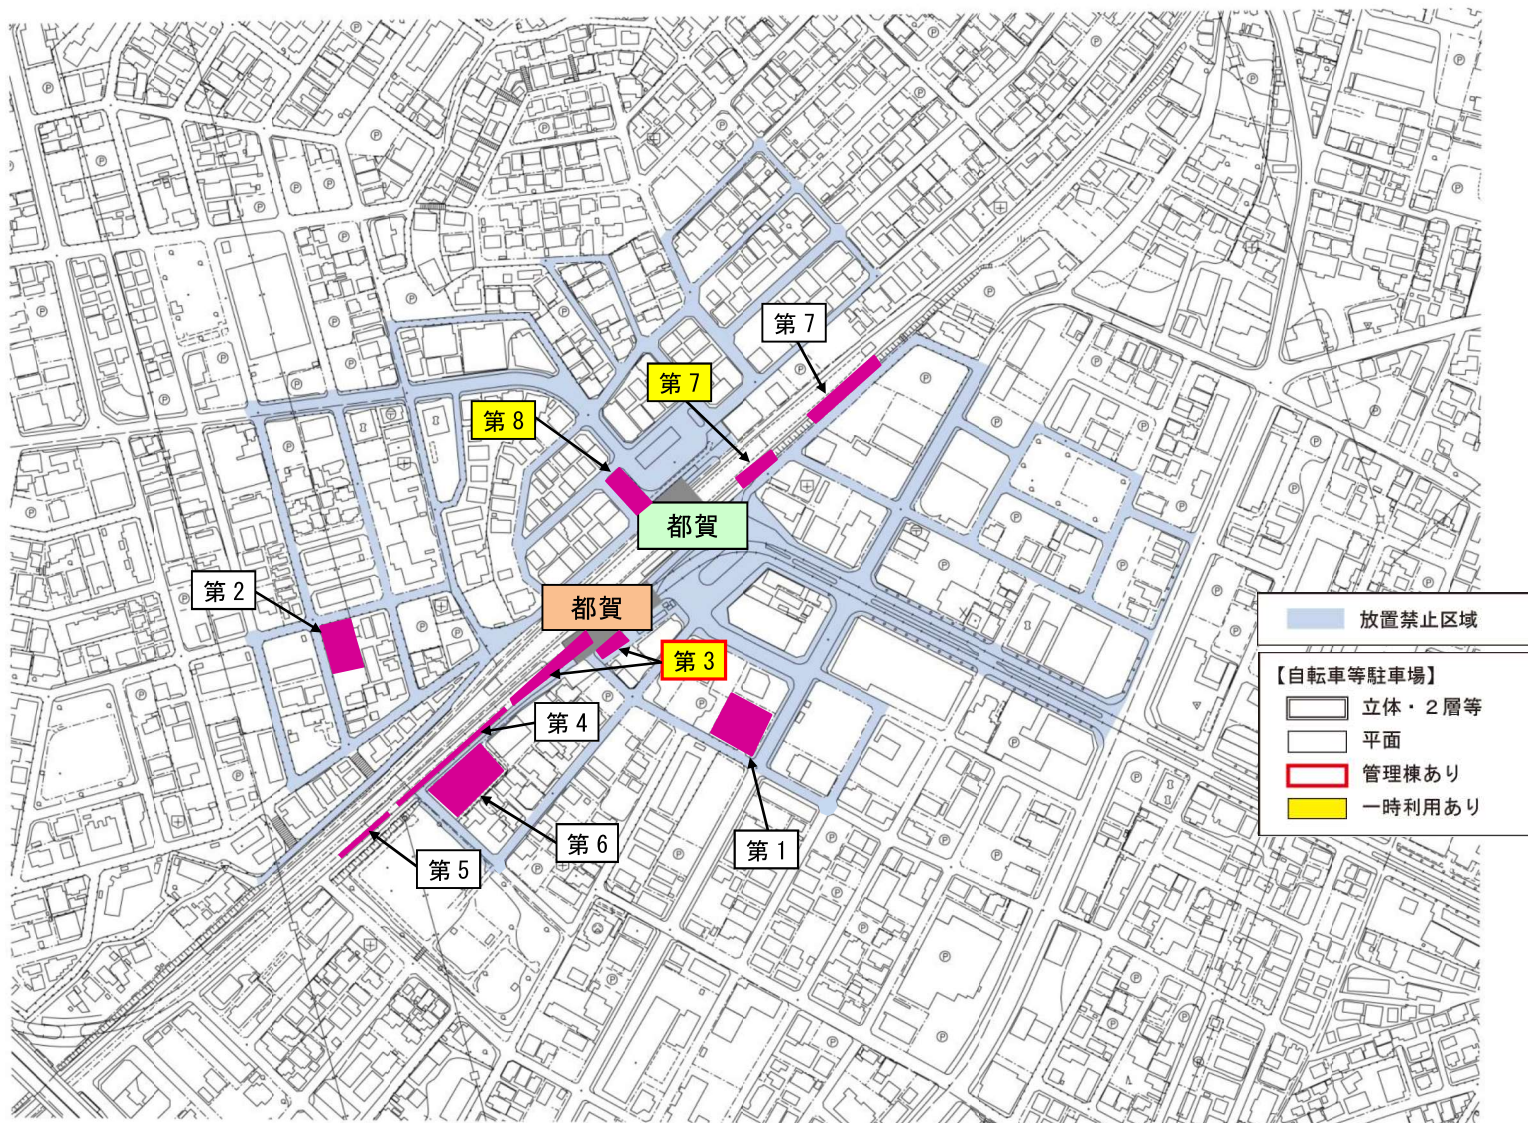 第７
第７
第８
都賀
第２
都賀
第３
第４
第６
第１
第５
放置禁止区域
【自転車等駐車場】
立体・２層等
平面
管理棟あり
一時利用あり